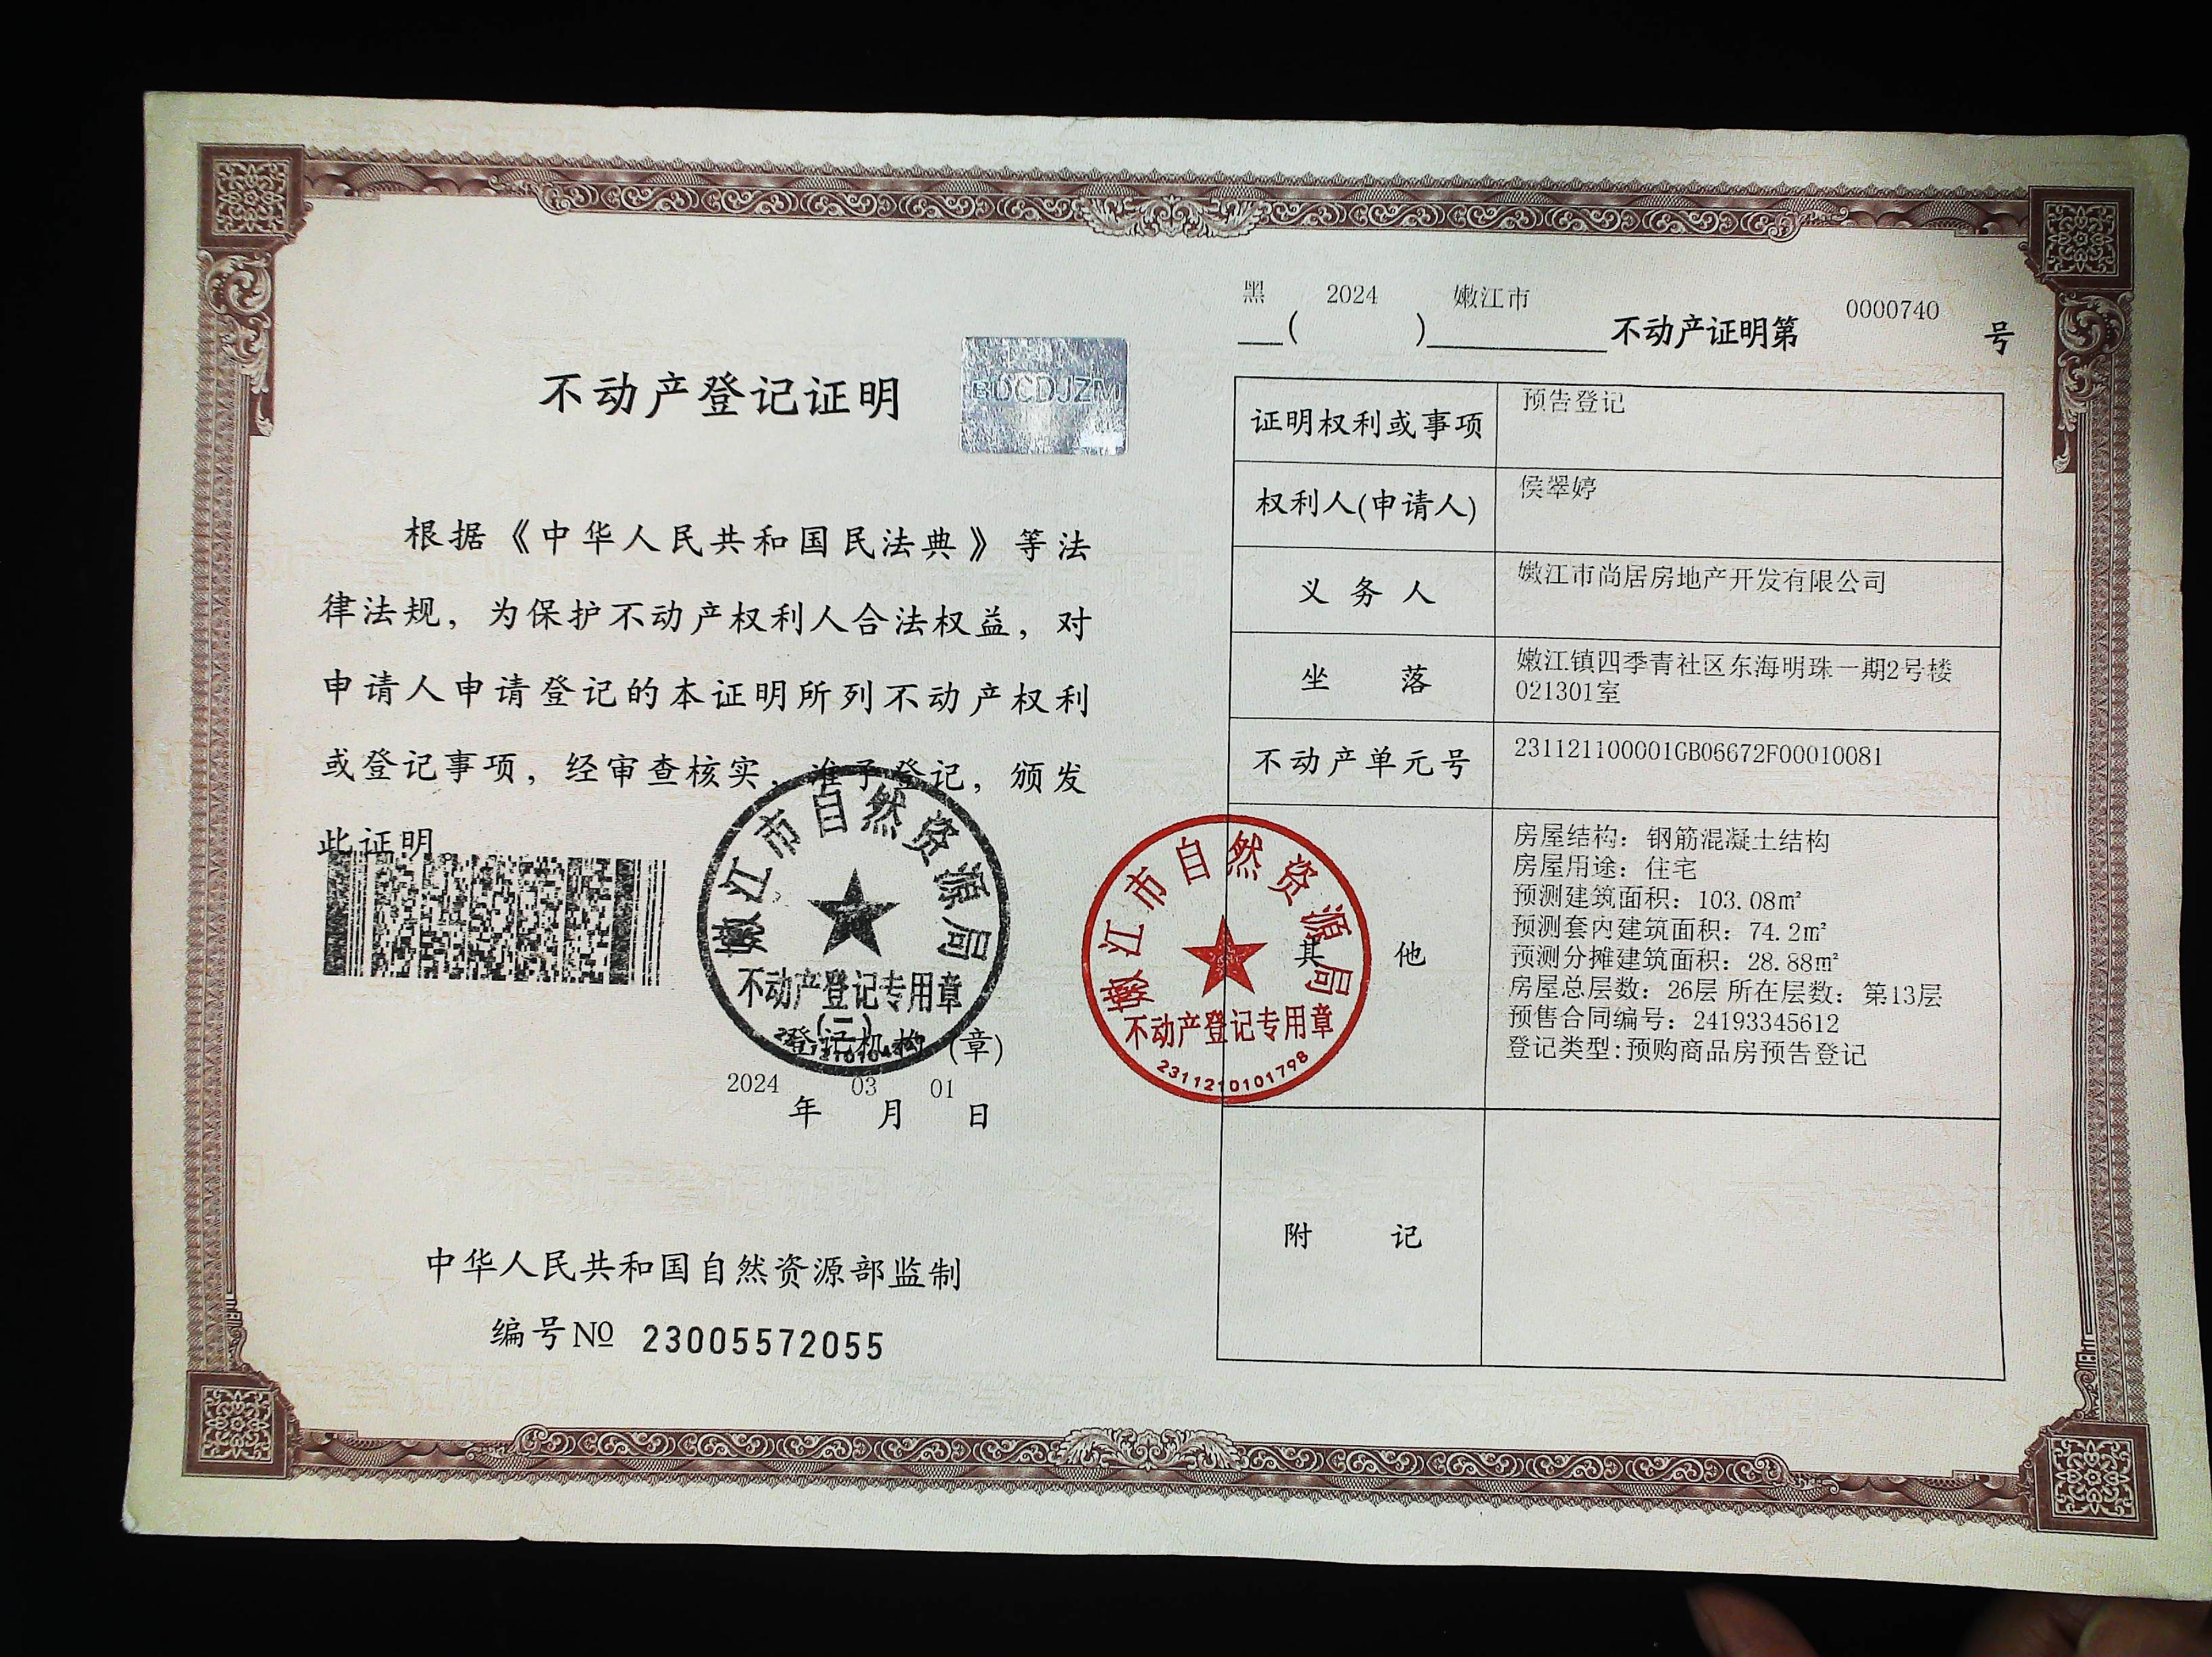 不动产登记证明
BDCDJZM
根据《中华人民共和国民法典》等法
律法规，为保护不动产权利人合法权益，对
申请人申请登记的本证明所列不动产权利
或登记事项，经审查核实，准予登记，颁发
此证明。
嫩江市自然资源局
不动产登记专用章
(二)
登记机构 (章)
2024 年 03 月 01 日
中华人民共和国自然资源部监制
编号№ 23005572055
黑 ( 2024 ) 嫩江市 不动产证明第 0000740 号
证明权利或事项 预告登记
权利人(申请人) 侯翠婷
义务人 嫩江市尚居房地产开发有限公司
坐落 嫩江镇四季青社区东海明珠一期2号楼
021301室
不动产单元号 231121100001GB06672F00010081
其他
房屋结构：钢筋混凝土结构
房屋用途：住宅
预测建筑面积：103.08㎡
预测套内建筑面积：74.2㎡
预测分摊建筑面积：28.88㎡
房屋总层数：26层 所在层数：第13层
预售合同编号：24193345612
登记类型:预购商品房预告登记
嫩江市自然资源局
不动产登记专用章
2311210101798
附记